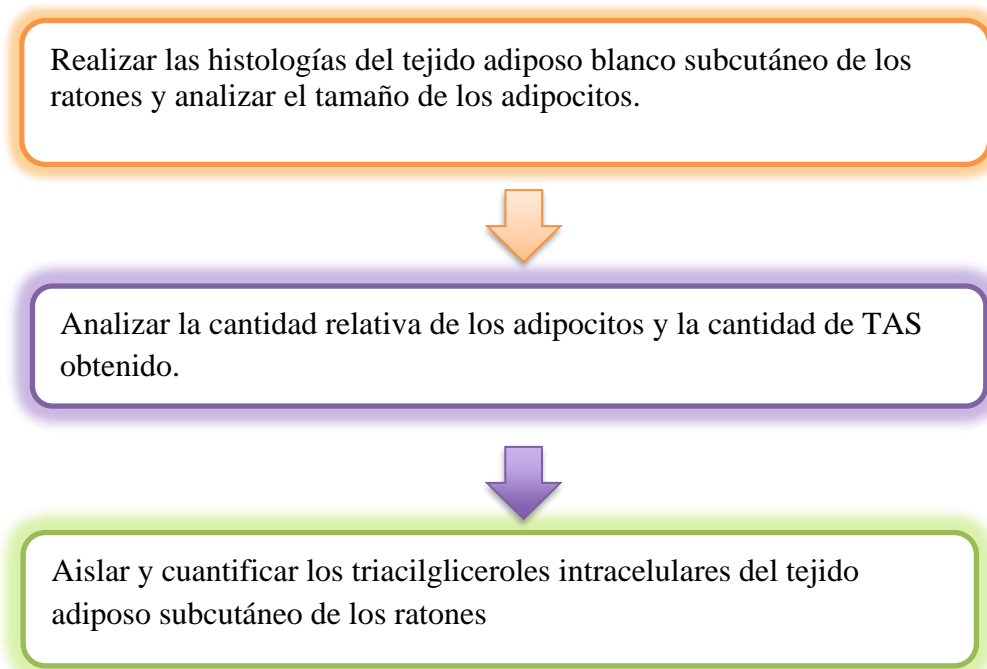 Realizar las histologías del tejido adiposo blanco subcutáneo de los
ratones y analizar el tamaño de los adipocitos.
Analizar la cantidad relativa de los adipocitos y la cantidad de TAS
obtenido.
Aislar y cuantificar los triacilgliceroles intracelulares del tejido
adiposo subcutáneo de los ratones